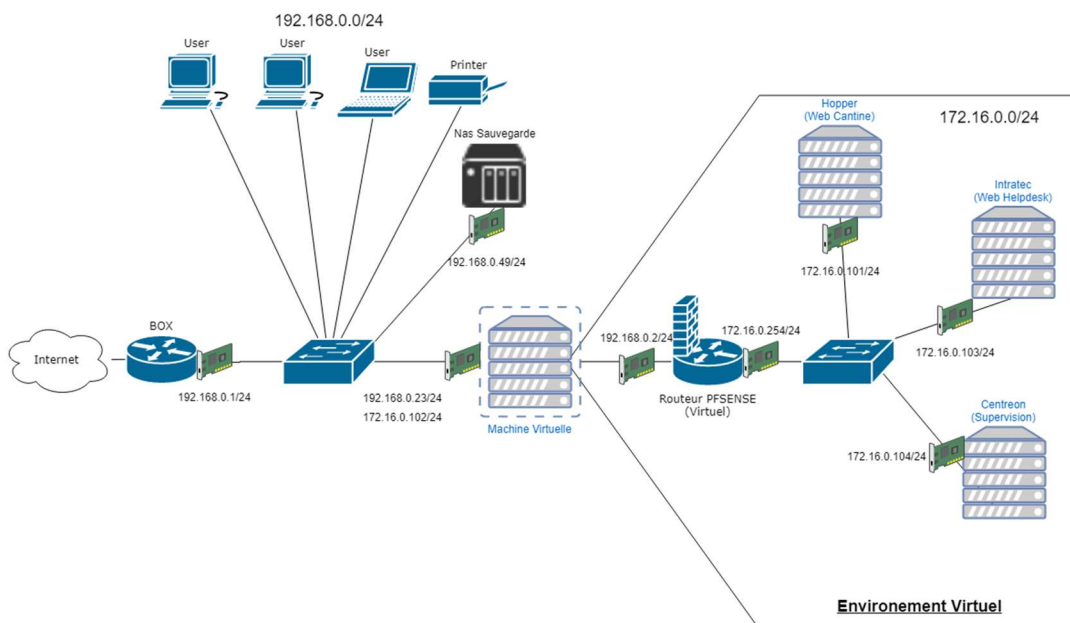 192.168.0.0/24
User
User
User
Printer
Nas Sauvegarde
192.168.0.49/24
Internet
BOX
192.168.0.1/24
192.168.0.23/24
172.16.0.102/24
Machine Virtuelle
192.168.0.2/24
172.16.0.254/24
Routeur PFSENSE
(Virtuel)
Hopper
(Web Cantine)
172.16.0.0/24
172.16.0.101/24
Intratec
(Web Helpdesk)
172.16.0.103/24
Centreon
(Supervision)
172.16.0.104/24
Environement Virtuel